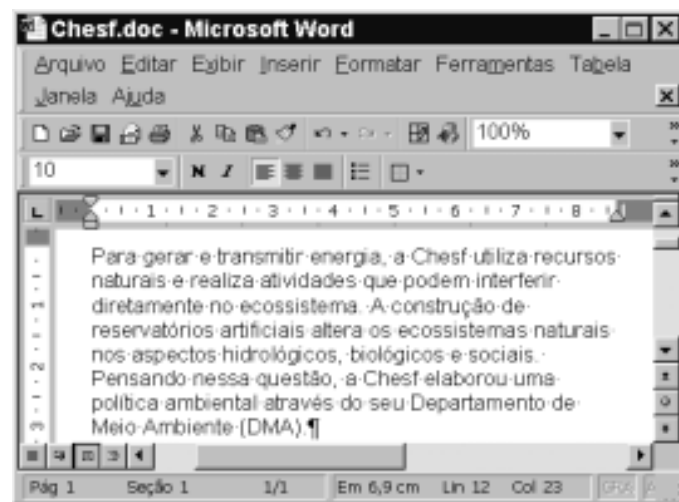 Chesf.doc - Microsoft Word
Arquivo Editar Exibir Inserir Formatar Ferramentas Tabela
Janela Ajuda
100%
10 N I
1 2 3 4 5 6 7 8
Para gerar e transmitir energia, a Chesf utiliza recursos
naturais e realiza atividades que podem interferir
diretamente no ecossistema. A construção de
reservatórios artificiais altera os ecossistemas naturais
nos aspectos hidrológicos, biológicos e sociais.
Pensando nessa questão, a Chesf elaborou uma
política ambiental através do seu Departamento de
Meio Ambiente (DMA).¶
Pág 1 Seção 1 1/1 Em 6,9 cm Lin 12 Col 23 GRA